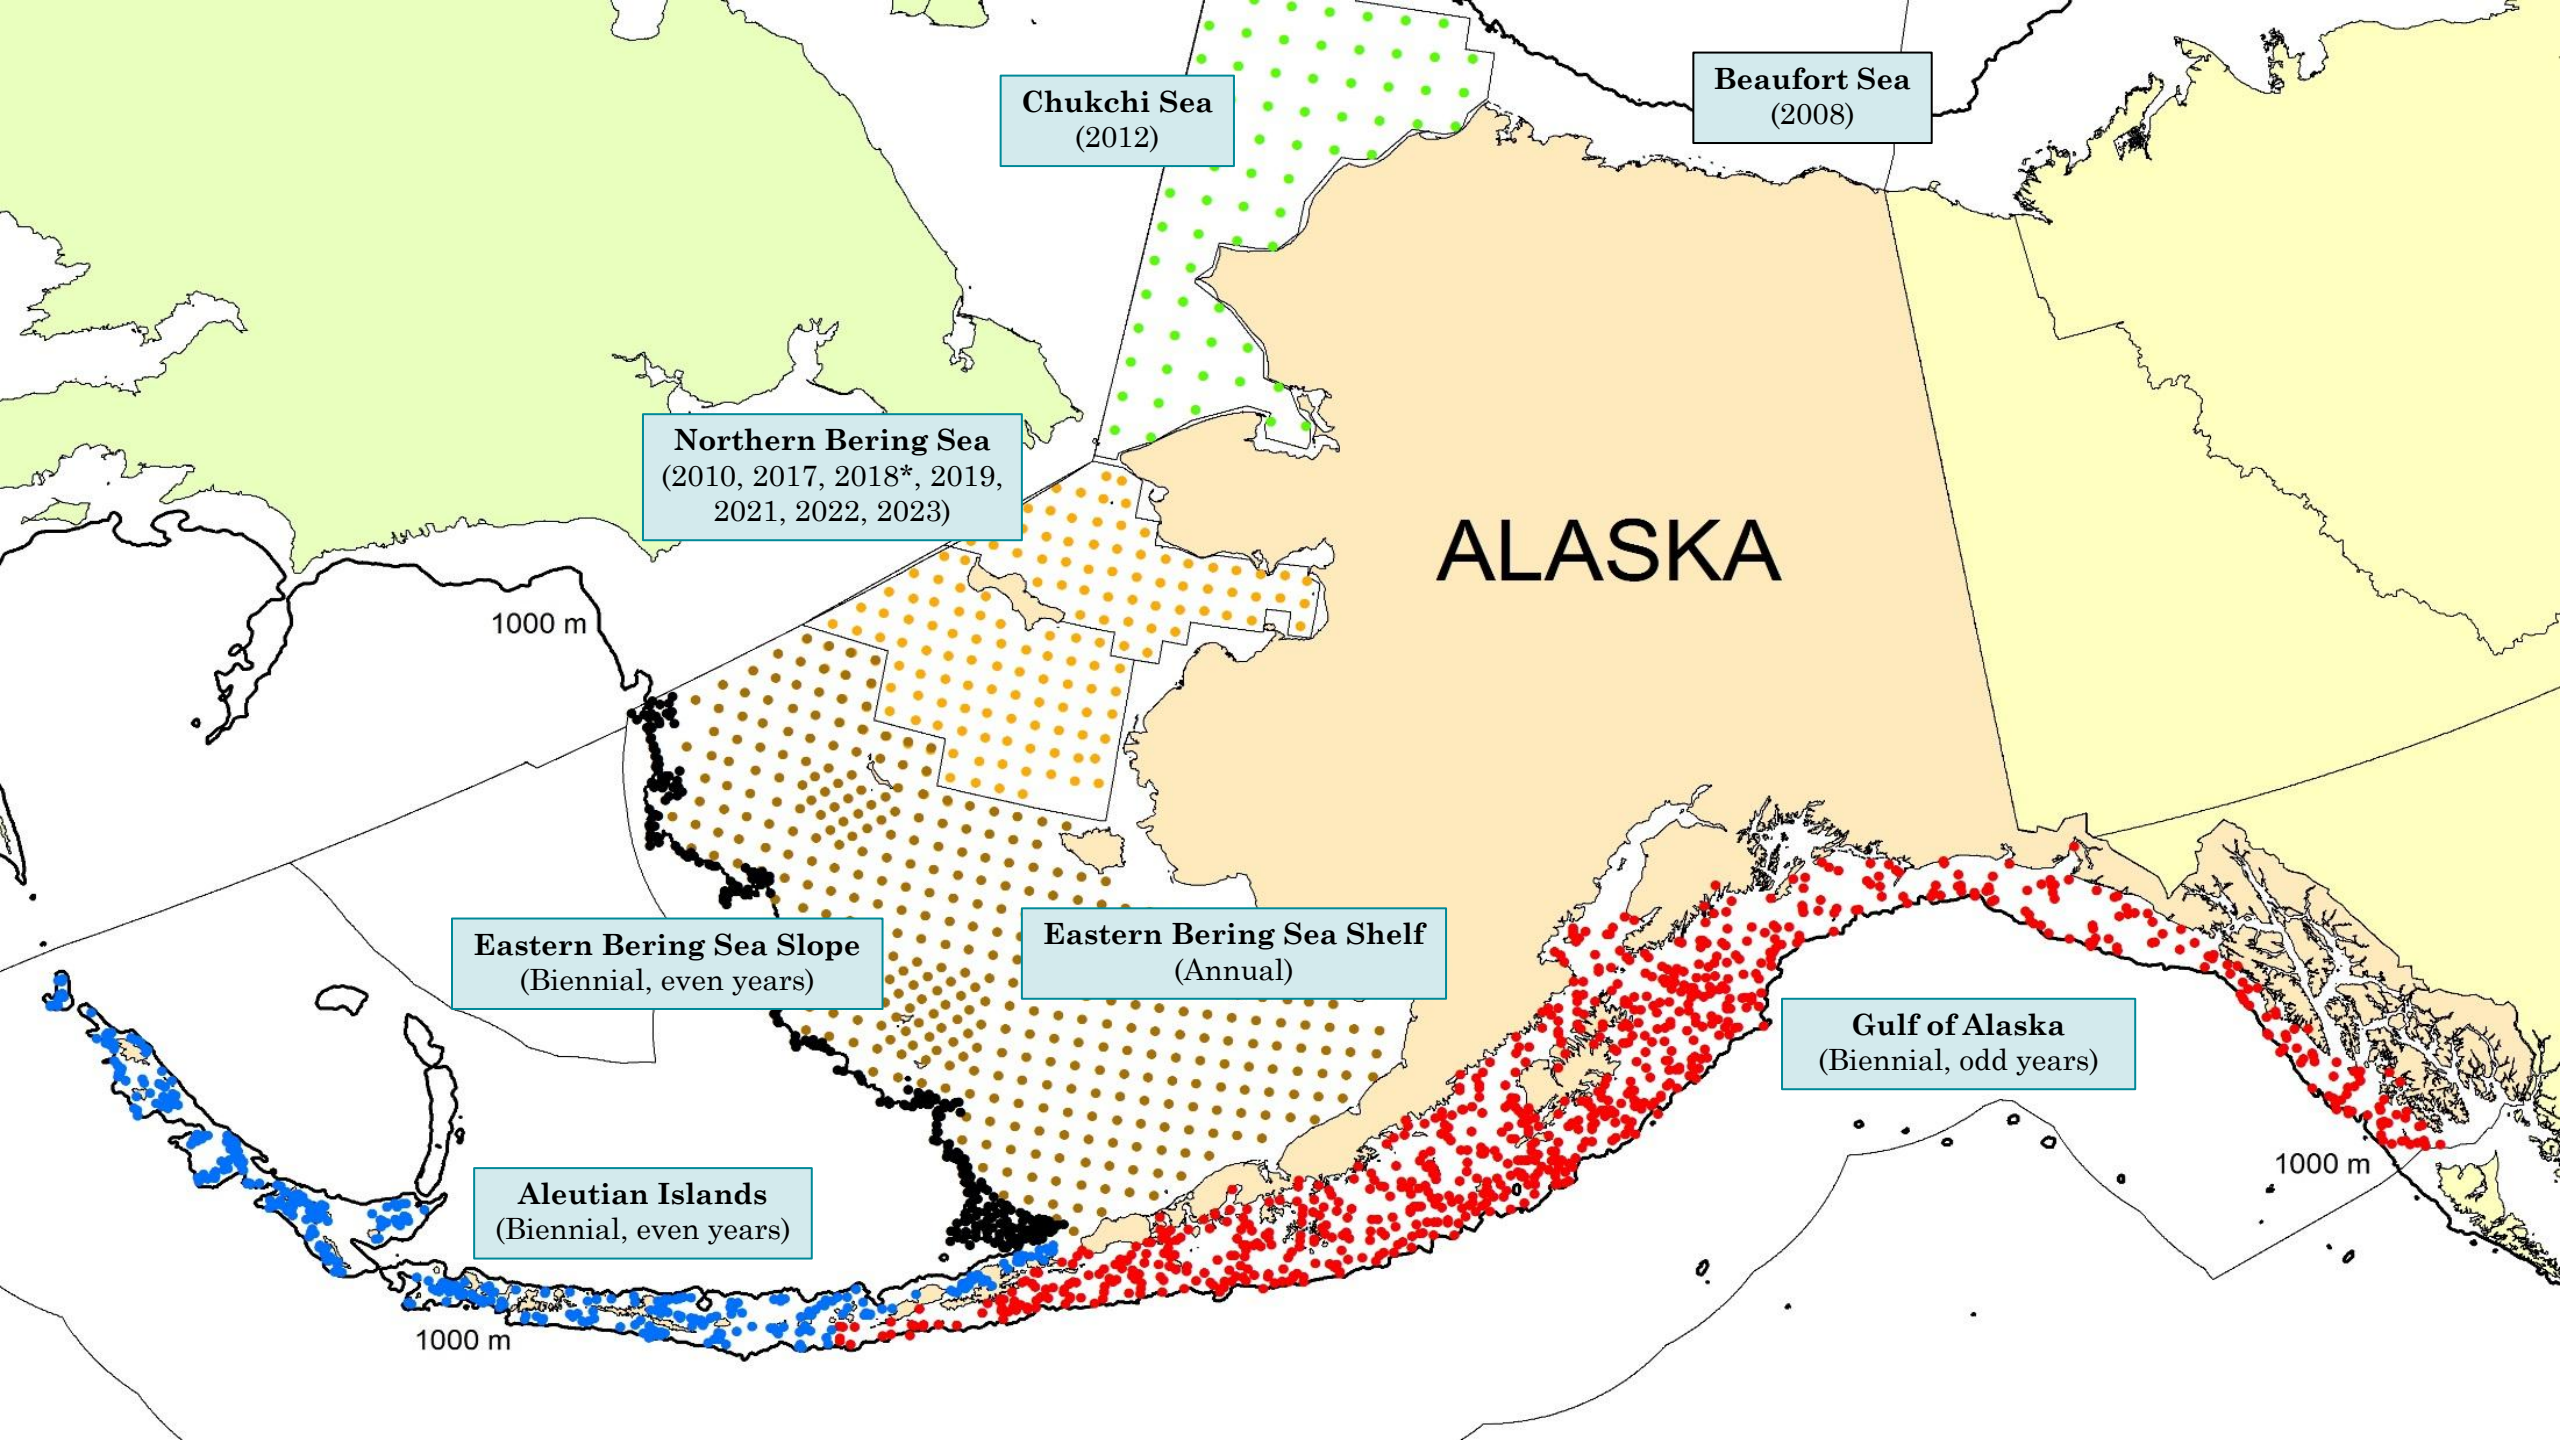 Beaufort Sea
(2008)
Chukchi Sea
(2012)
Northern Bering Sea
(2010, 2017, 2018*, 2019,
2021, 2022, 2023)
ALASKA
1000 m
Eastern Bering Sea Slope
(Biennial, even years)
Eastern Bering Sea Shelf
(Annual)
Gulf of Alaska
(Biennial, odd years)
1000 m
Aleutian Islands
(Biennial, even years)
1000 m